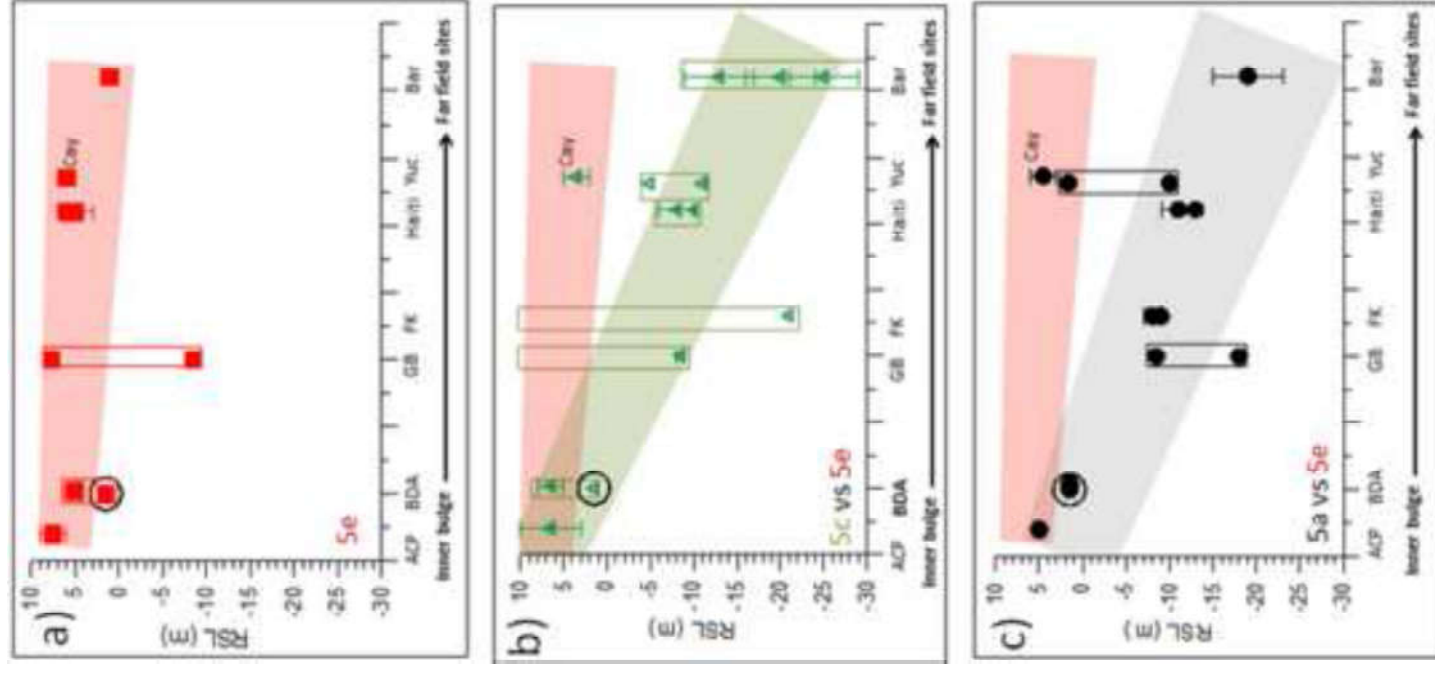 a)
10
5
0
-5
-10
-15
-20
-25
-30
RSL (m)
Cay
5e
ACP BDA GB FK Haiti Yuc Bar
Inner bulge Far field sites
b)
10
5
0
-5
-10
-15
-20
-25
-30
RSL (m)
Cay
5c vs 5e
ACP BDA GB FK Haiti Yuc Bar
Inner bulge Far field sites
c)
10
5
0
-5
-10
-15
-20
-25
-30
RSL (m)
Cay
5a vs 5e
ACP BDA GB FK Haiti Yuc Bar
Inner bulge Far field sites